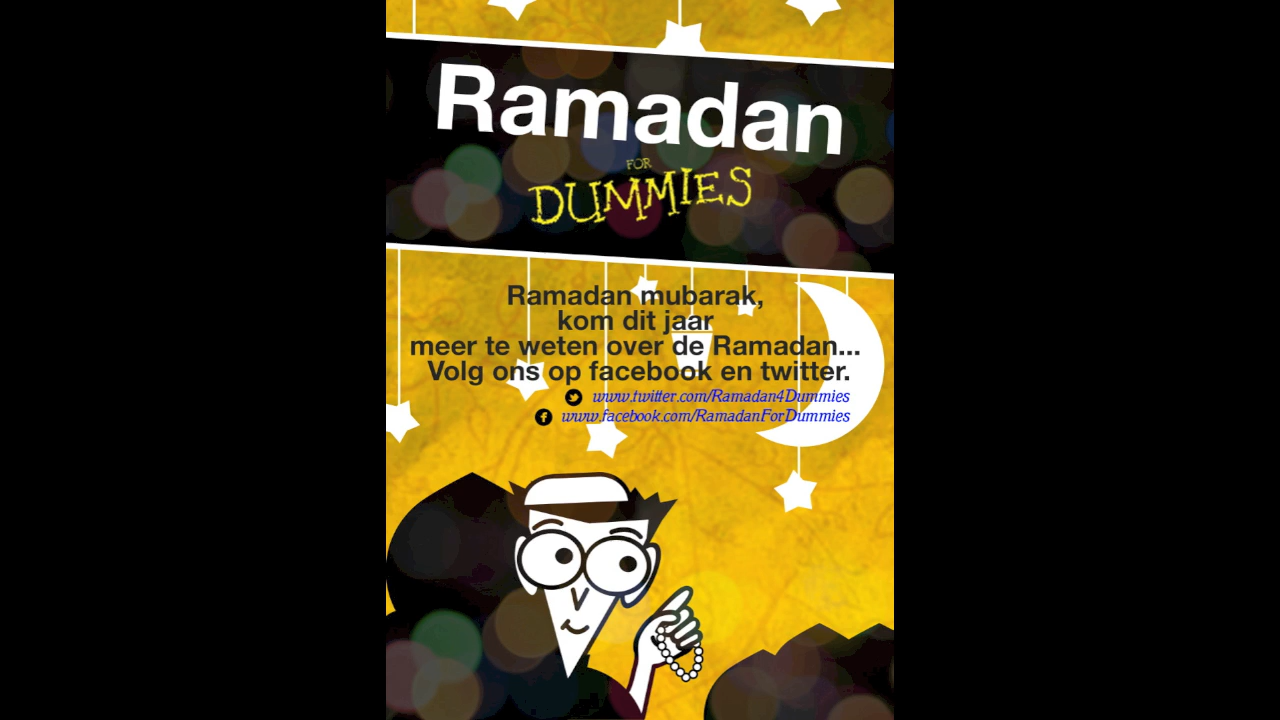 Ramadan
FOR
DUMMIES
Ramadan mubarak,
kom dit jaar
meer te weten over de Ramadan...
Volg ons op facebook en twitter.
www.twitter.com/Ramadan4Dummies
www.facebook.com/RamadanForDummies